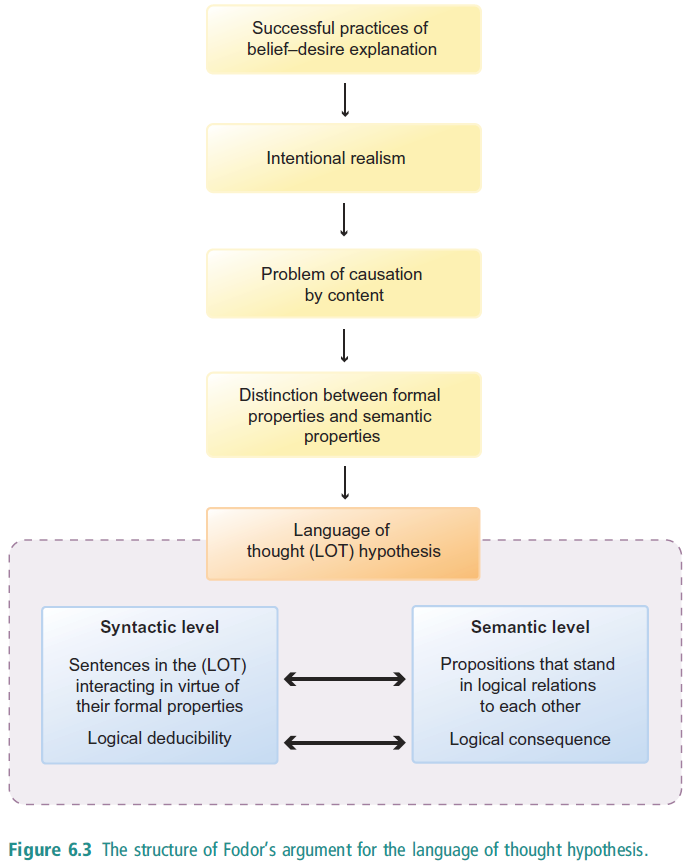 Successful practices of
belief–desire explanation
Intentional realism
Problem of causation
by content
Distinction between formal
properties and semantic
properties
Language of
thought (LOT) hypothesis
Syntactic level
Sentences in the (LOT)
interacting in virtue of
their formal properties
Logical deducibility
Semantic level
Propositions that stand
in logical relations
to each other
Logical consequence
Figure 6.3 The structure of Fodor’s argument for the language of thought hypothesis.